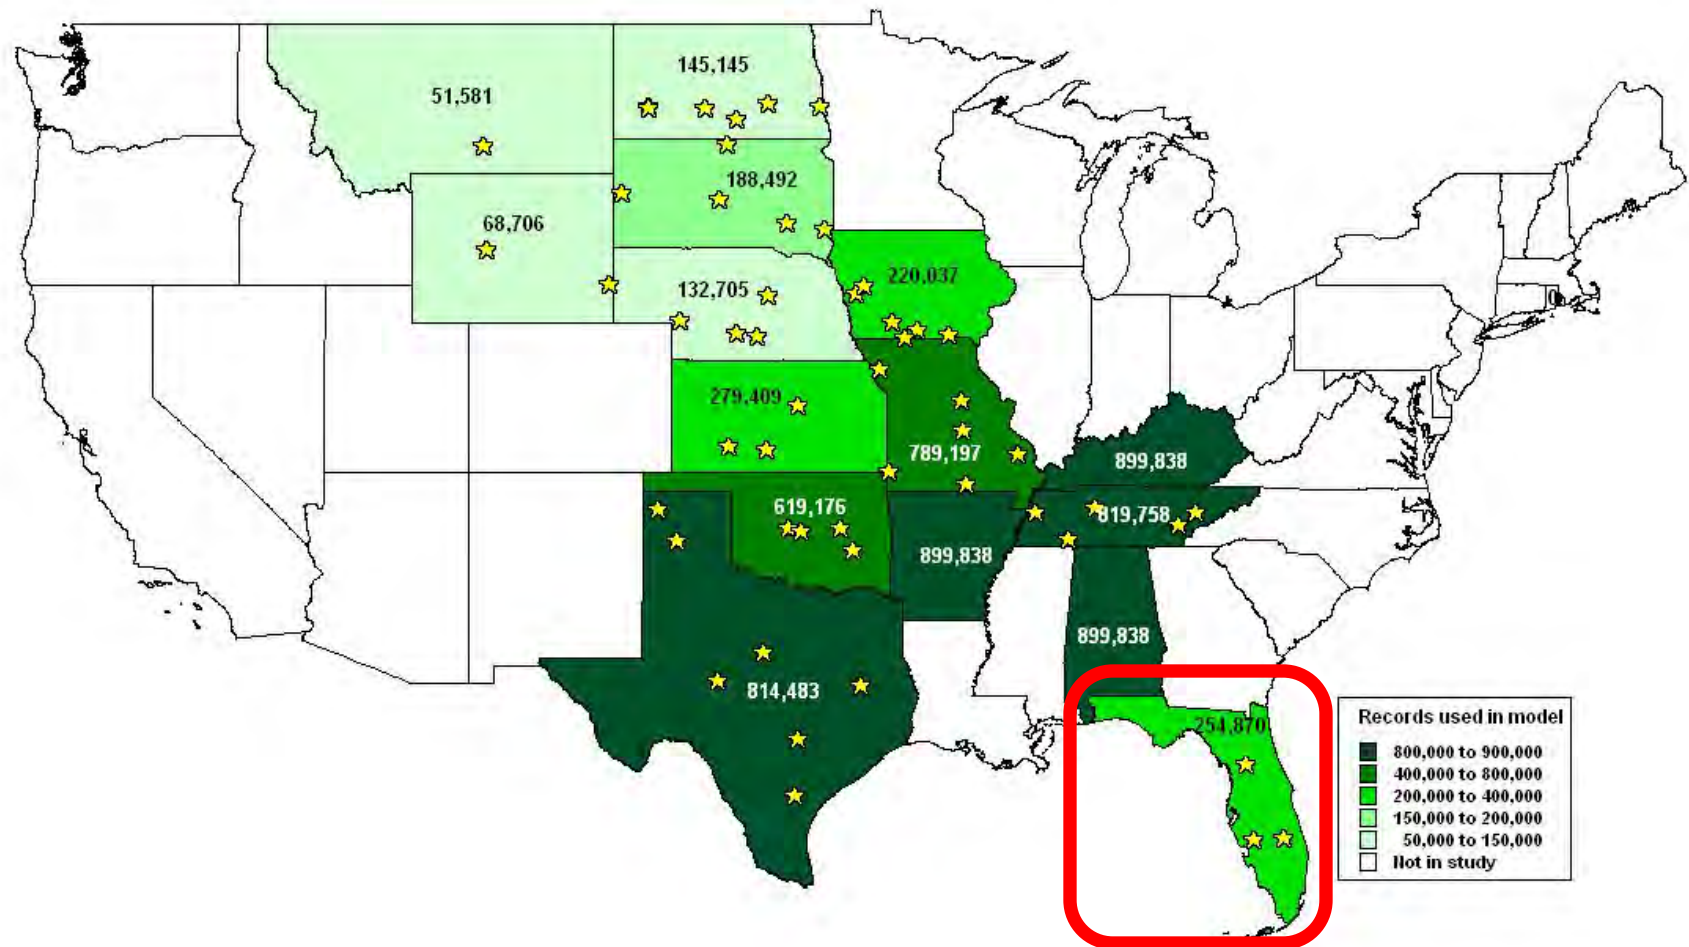 145,145
51,581
188,492
68,706
220,037
132,705
279,409
789,197
899,838
619,176
819,758
899,838
899,838
814,483
254,870
Records used in model
800,000 to 900,000
400,000 to 800,000
200,000 to 400,000
150,000 to 200,000
50,000 to 150,000
Not in study